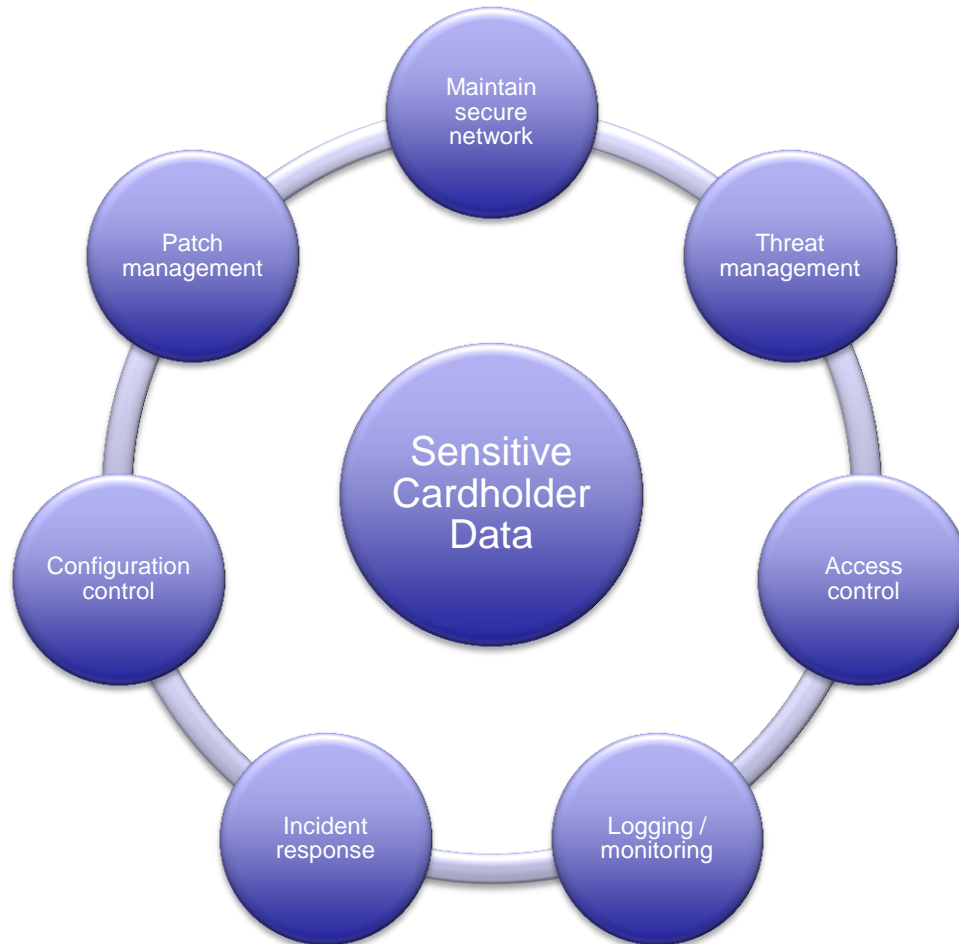 Maintain
secure
network
Patch
management
Threat
management
Sensitive
Cardholder
Data
Configuration
control
Access
control
Incident
response
Logging /
monitoring